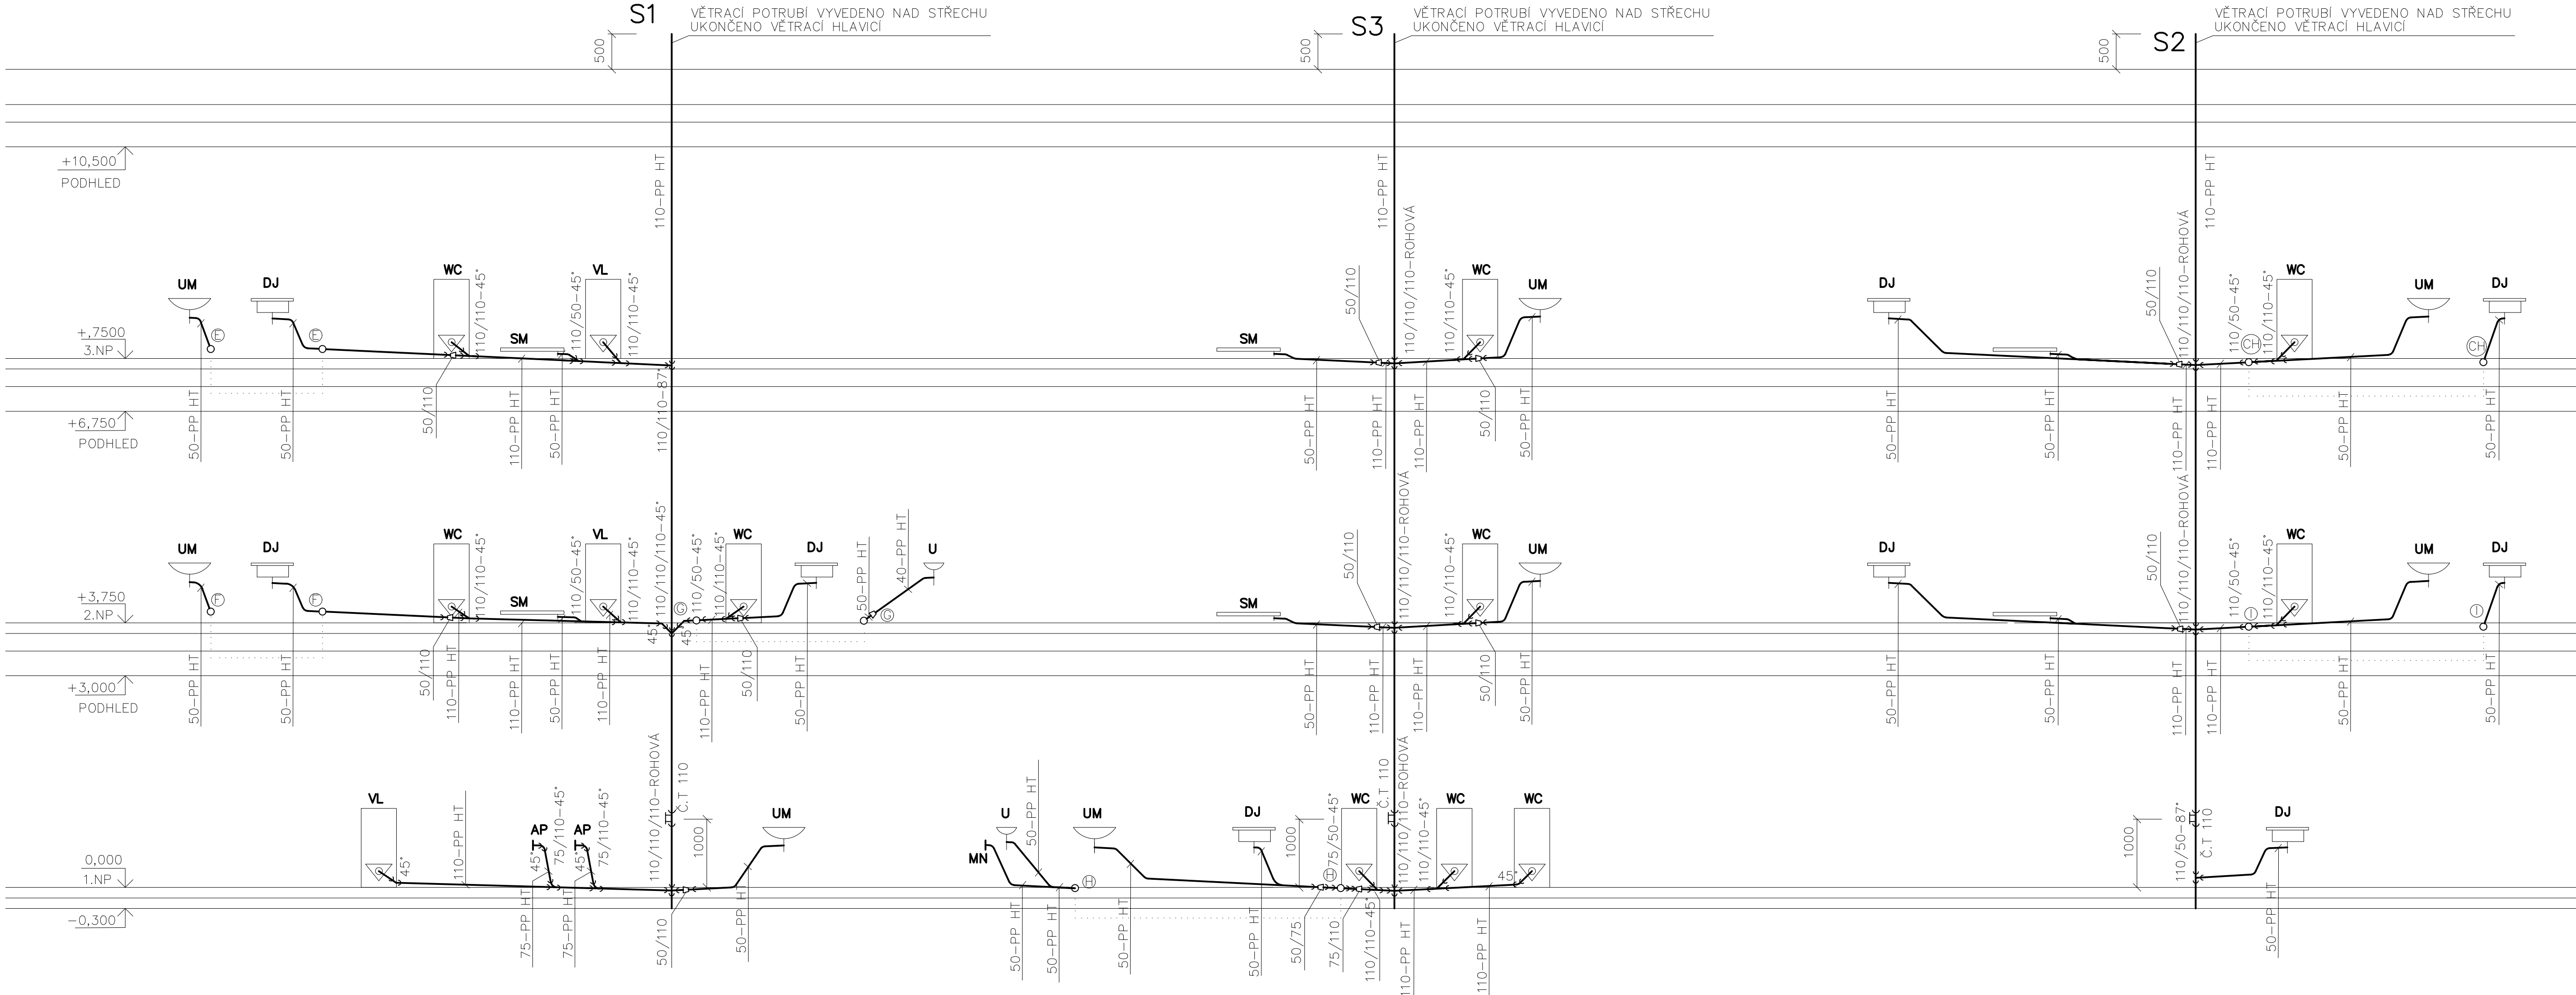 S1
VĚTRACÍ POTRUBÍ VYVEDENO NAD STŘECHU
UKONČENO VĚTRACÍ HLAVICÍ
500
S3
VĚTRACÍ POTRUBÍ VYVEDENO NAD STŘECHU
UKONČENO VĚTRACÍ HLAVICÍ
500
S2
VĚTRACÍ POTRUBÍ VYVEDENO NAD STŘECHU
UKONČENO VĚTRACÍ HLAVICÍ
500
+10,500
PODHLED
110-PP HT
110-PP HT
110-PP HT
+,7500
3.NP
UM
E
DJ
E
WC
110/110-45°
SM
110/50-45°
VL
110/110-45°
SM
50/110
110/110/110-ROHOVÁ
110/110-45°
WC
UM
DJ
50/110
110/110/110-ROHOVÁ
110/50-45°
CH
110/110-45°
WC
UM
CH
DJ
+6,750
PODHLED
50-PP HT
50-PP HT
50/110
110-PP HT
50-PP HT
110/110-87°
50-PP HT
110-PP HT
110-PP HT
50/110
50-PP HT
50-PP HT
50-PP HT
110-PP HT
110-PP HT
50-PP HT
50-PP HT
+3,750
2.NP
UM
F
DJ
F
WC
110/110-45°
SM
110/50-45°
VL
110/110-45°
110/110/110-45°
45°
45°
G
110/50-45°
110/110-45°
WC
DJ
50-PP HT
G
40-PP HT
U
SM
50/110
110/110/110-ROHOVÁ
110/110-45°
WC
UM
DJ
50/110
110/110/110-ROHOVÁ
110/50-45°
I
110/110-45°
WC
UM
I
DJ
+3,000
PODHLED
50-PP HT
50-PP HT
50/110
110-PP HT
110-PP HT
50-PP HT
110-PP HT
110-PP HT
50/110
50-PP HT
50-PP HT
110-PP HT
110-PP HT
50/110
50-PP HT
50-PP HT
50-PP HT
110-PP HT
110-PP HT
50-PP HT
50-PP HT
0,000
1.NP
VL
45°
110-PP HT
AP
45°
75/110-45°
AP
45°
75/110-45°
110/110/110-ROHOVÁ
Č.T 110
1000
UM
MN
U
50-PP HT
UM
H
DJ
1000
H
75/50-45°
WC
Č.T 110
110/110/110-ROHOVÁ
110/110-45°
WC
45°
WC
1000
110/50-87°
Č.T 110
DJ
-0,300
75-PP HT
75-PP HT
50/110
50-PP HT
50-PP HT
50-PP HT
50-PP HT
50-PP HT
50/75
75/110
110/110-45°
110-PP HT
110-PP HT
50-PP HT